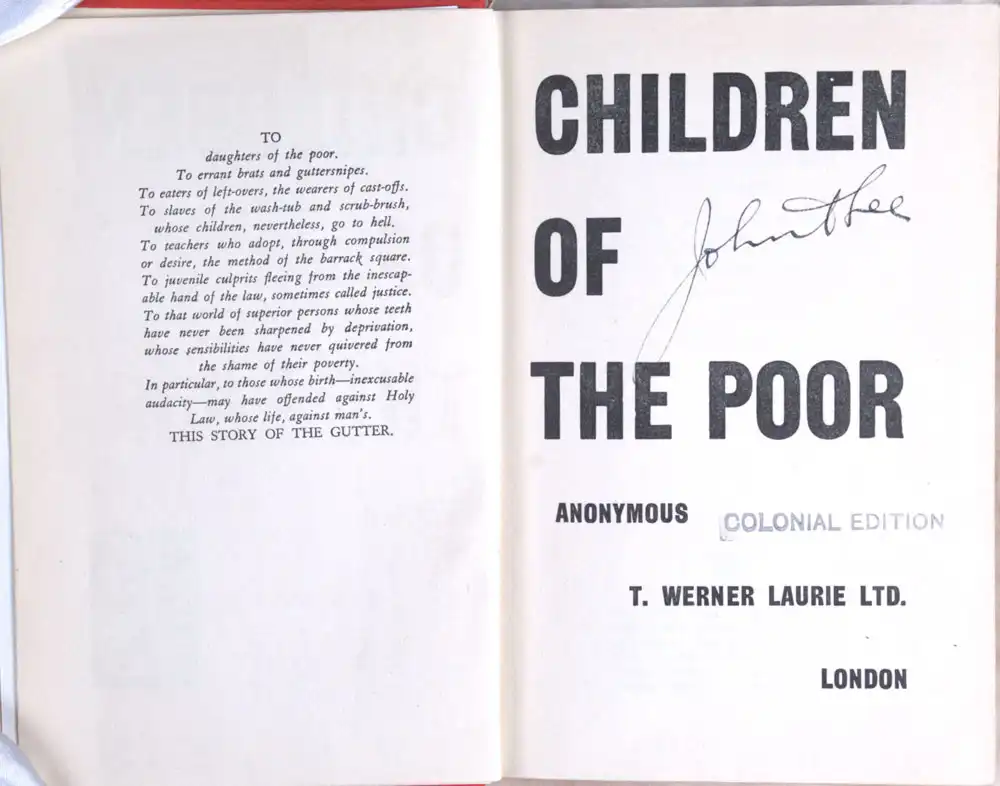 TO
daughters of the poor.
To errant brats and guttersnipes.
To eaters of left-overs, the wearers of cast-offs.
To slaves of the wash-tub and scrub-brush,
whose children, nevertheless, go to hell.
To teachers who adopt, through compulsion
or desire, the method of the barrack square.
To juvenile culprits fleeing from the inescap-
able hand of the law, sometimes called justice.
To that world of superior persons whose teeth
have never been sharpened by deprivation,
whose sensibilities have never quivered from
the shame of their poverty.
In particular, to those whose birth—inexcusable
audacity—may have offended against Holy
Law, whose life, against man's.
THIS STORY OF THE GUTTER.
CHILDREN
OF
John A Lee
THE POOR
ANONYMOUS
COLONIAL EDITION
T. WERNER LAURIE LTD.
LONDON